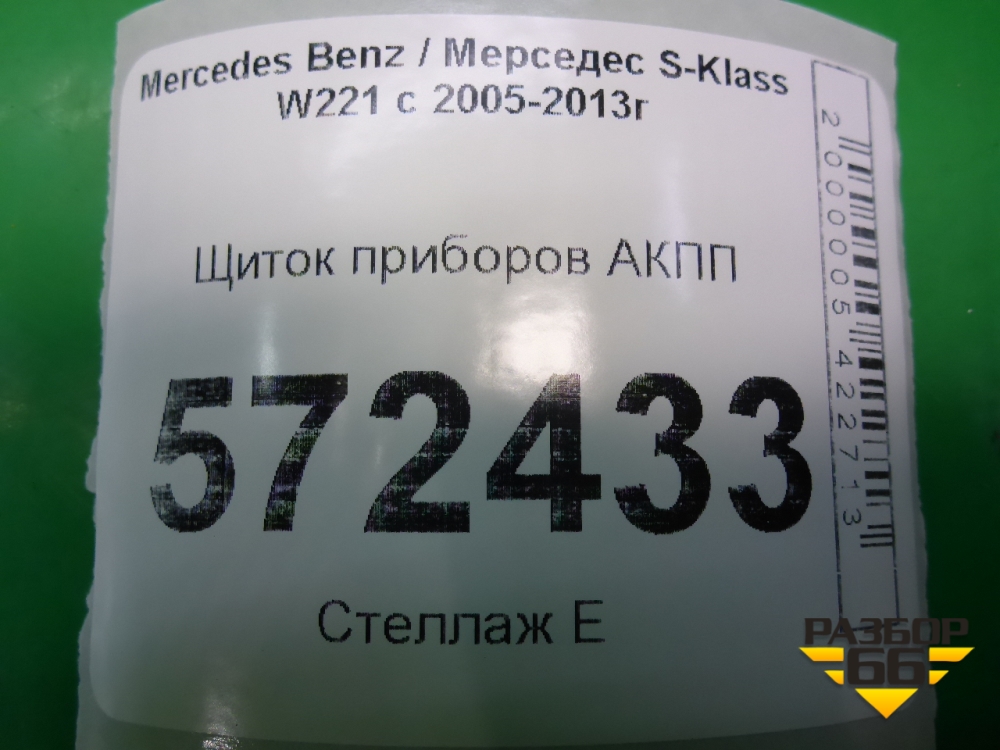 Mercedes Benz / Мерседес S-Klass
W221 с 2005-2013г
Щиток приборов АКПП
572433
Стеллаж Е
2000005422713
РАЗБОР
66